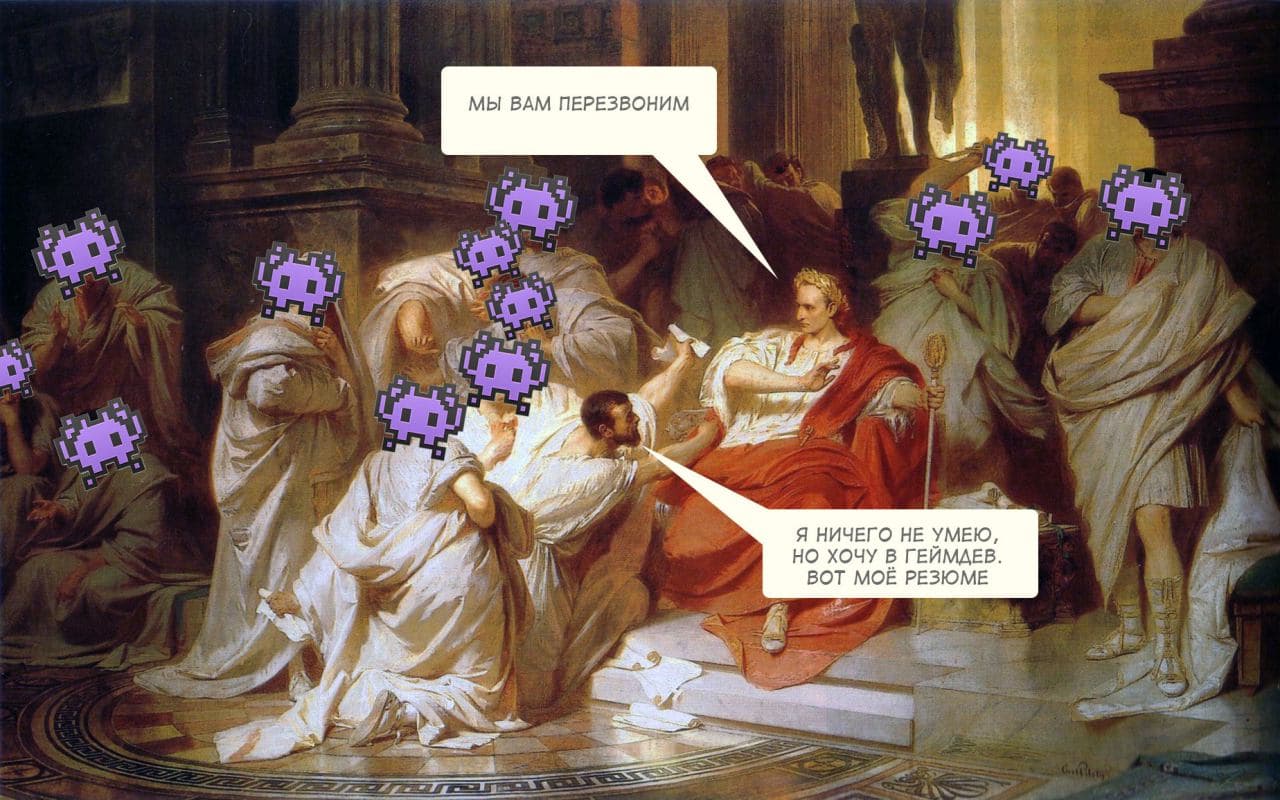 МЫ ВАМ ПЕРЕЗВОНИМ
Я НИЧЕГО НЕ УМЕЮ,
НО ХОЧУ В ГЕЙМДЕВ.
ВОТ МОЁ РЕЗЮМЕ